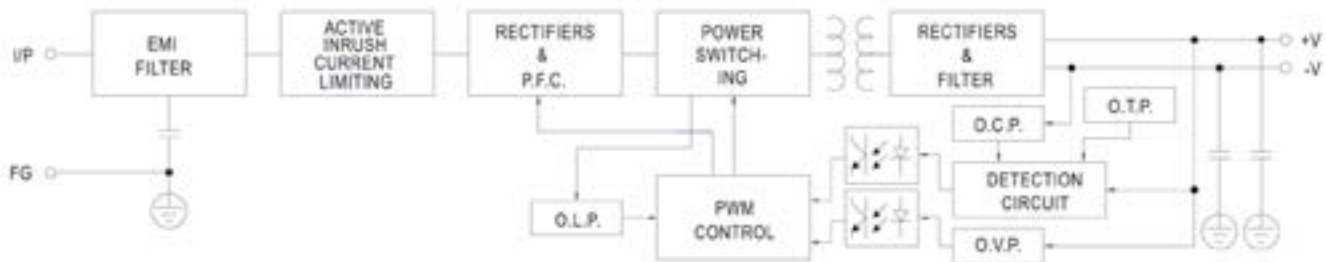 I/P
EMI
FILTER
ACTIVE
INRUSH
CURRENT
LIMITING
RECTIFIERS
&
P.F.C.
POWER
SWITCH-
ING
RECTIFIERS
&
FILTER
+V
-V
O.C.P.
O.T.P.
FG
DETECTION
CIRCUIT
O.L.P.
PWM
CONTROL
O.V.P.